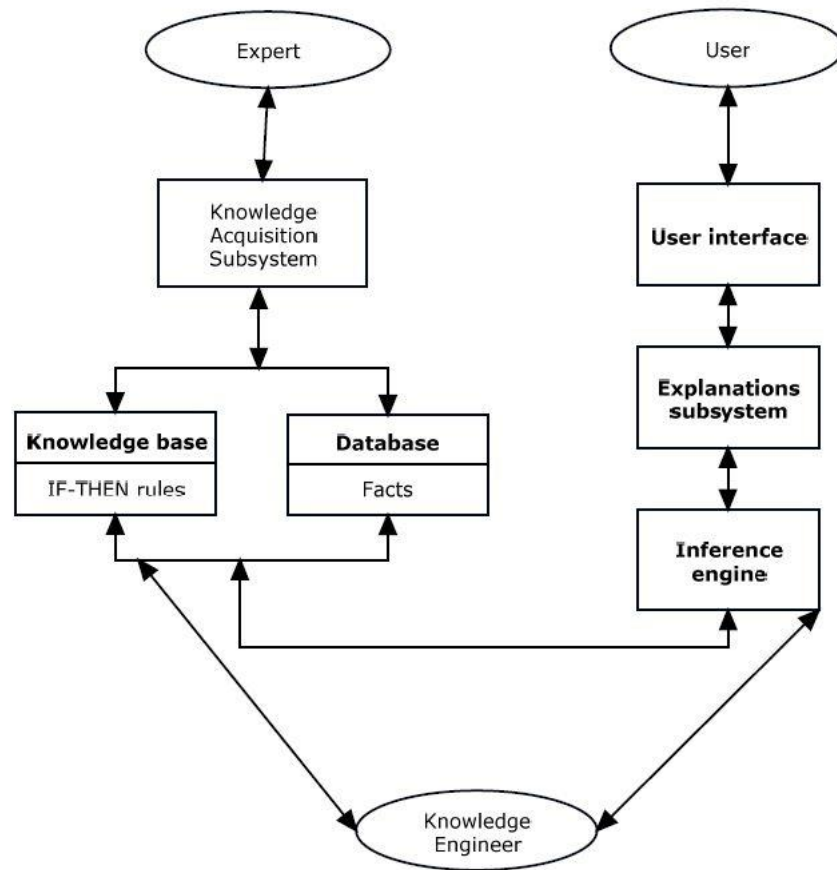 Expert
User
Knowledge
Acquisition
Subsystem
User interface
Explanations
subsystem
Knowledge base
IF-THEN rules
Database
Facts
Inference
engine
Knowledge
Engineer